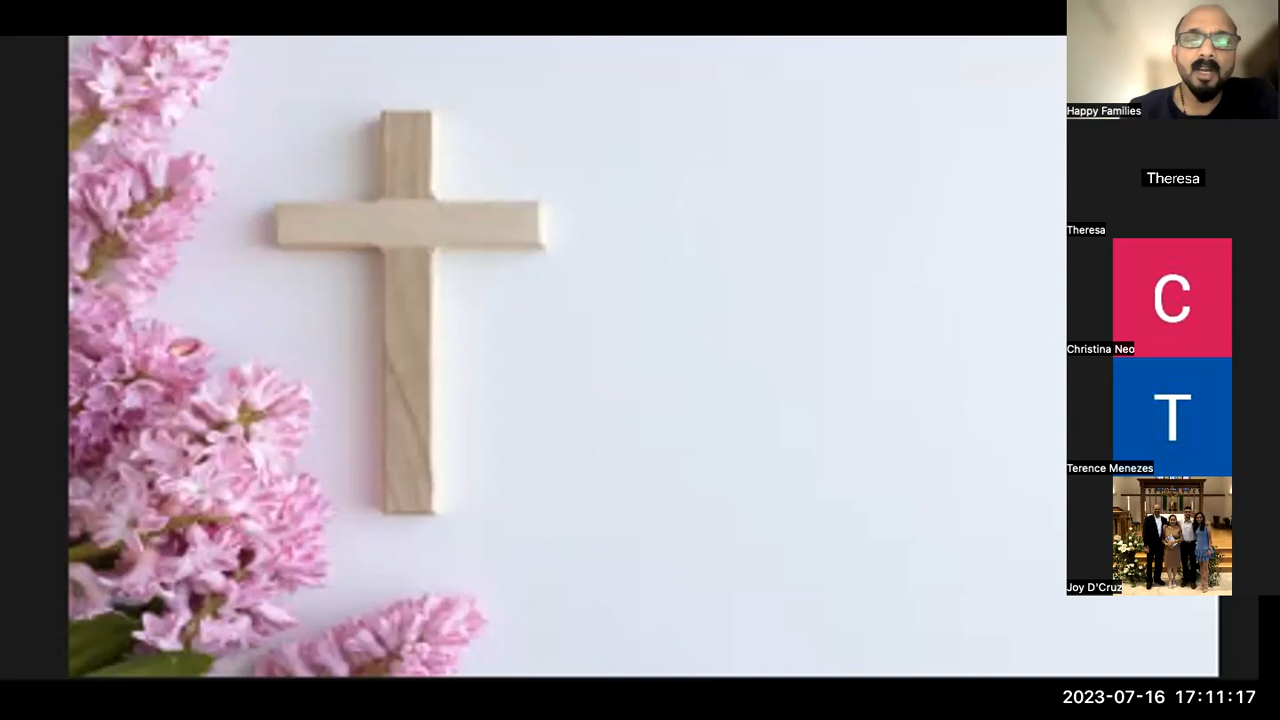 Happy Families
Theresa
Theresa
C
Christina Neo
T
Terence Menezes
Joy D'Cruz
2023-07-16 17:11:17